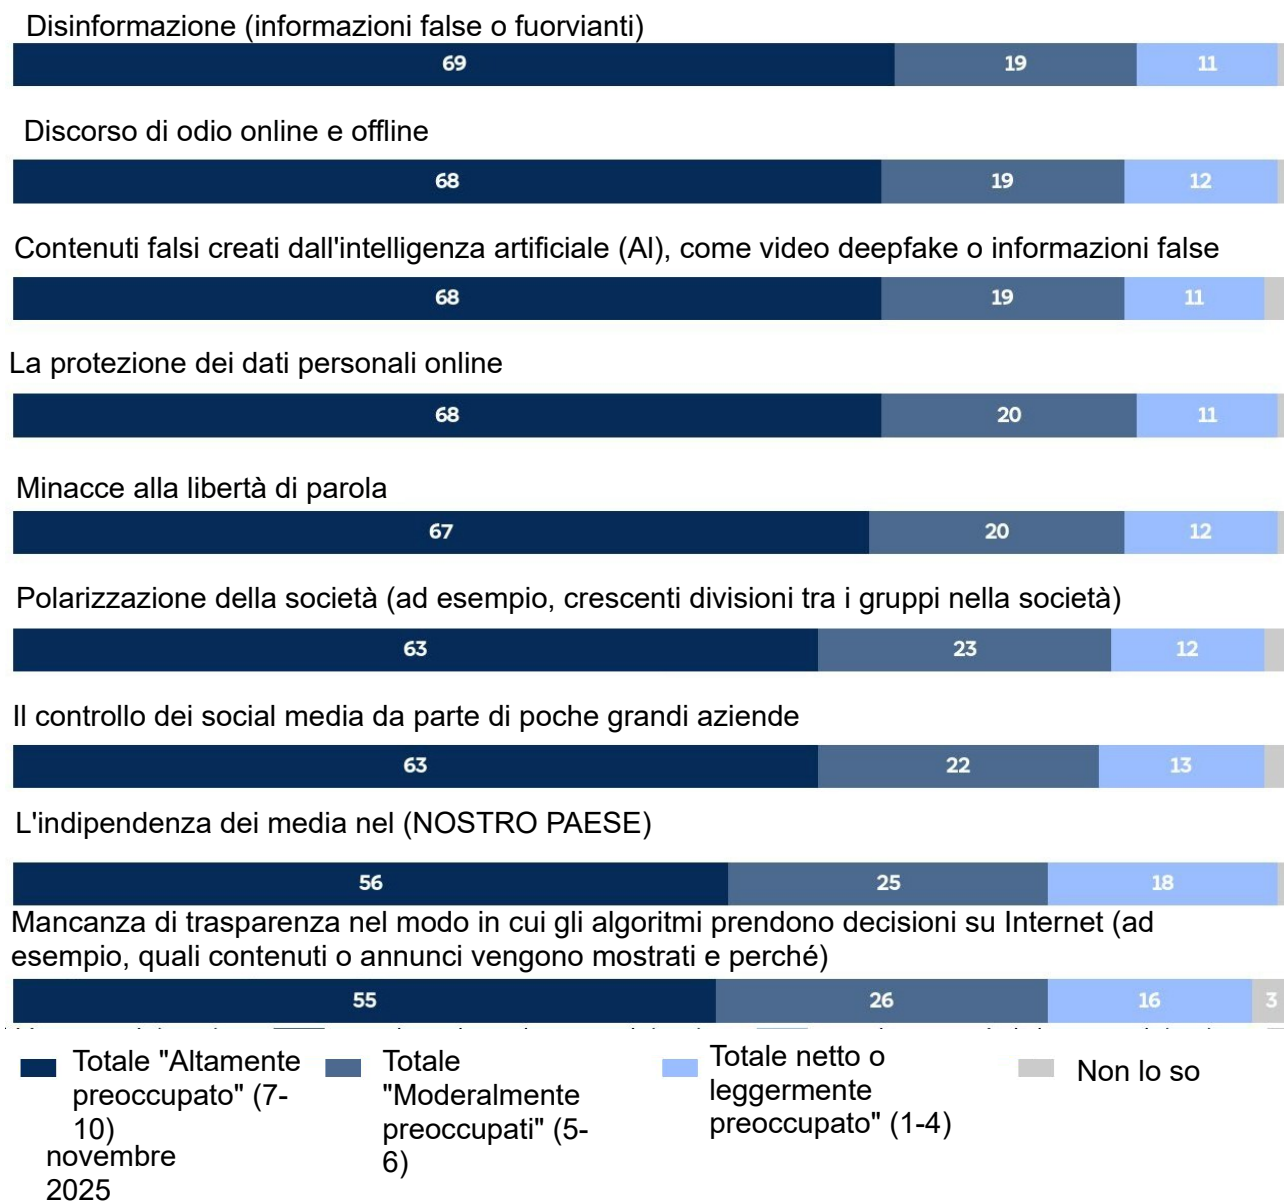 Disinformazione (informazioni false o fuorvianti)
69 19 11
Discorso di odio online e offline
68 19 12
Contenuti falsi creati dall'intelligenza artificiale (AI), come video deepfake o informazioni false
68 19 11
La protezione dei dati personali online
68 20 11
Minacce alla libertà di parola
67 20 12
Polarizzazione della società (ad esempio, crescenti divisioni tra i gruppi nella società)
63 23 12
Il controllo dei social media da parte di poche grandi aziende
63 22 13
L'indipendenza dei media nel (NOSTRO PAESE)
56 25 18
Mancanza di trasparenza nel modo in cui gli algoritmi prendono decisioni su Internet (ad
esempio, quali contenuti o annunci vengono mostrati e perché)
55 26 16 3
Totale "Altamente
preoccupato" (7-
10)
Totale
"Moderalmente
preoccupati" (5-
6)
Totale netto o
leggermente
preoccupato" (1-4)
Non lo so
novembre
2025